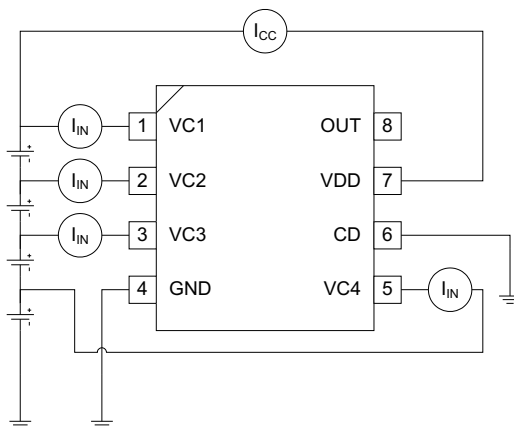 ICC
IIN 1 VC1 OUT 8
IIN 2 VC2 VDD 7
IIN 3 VC3 CD 6
4 GND VC4 5 IIN